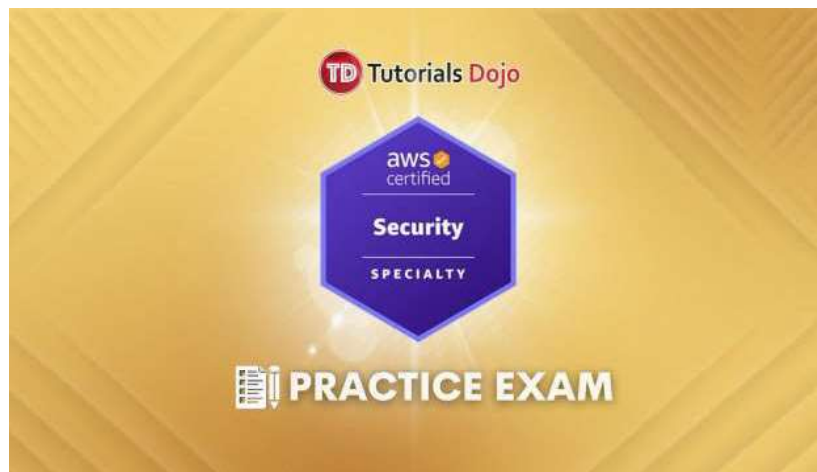 TD Tutorials Dojo
aws
certified
Security
SPECIALTY
PRACTICE EXAM